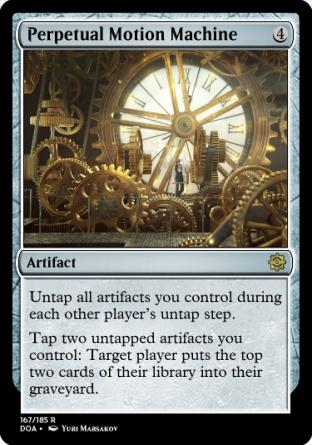 Perpetual Motion Machine 4
Artifact
Untap all artifacts you control during
each other player's untap step.
Tap two untapped artifacts you
control: Target player puts the top
two cards of their library into their
graveyard.
167/185 R
DOA • Yuri Marsakov